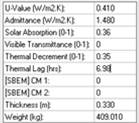 U-Value (W/m2.K): 0.410
Admittance (W/m2.K): 1.480
Solar Absorption (0-1): 0.36
Visible Transmittance (0-1): 0
Thermal Decrement (0-1): 0.35
Thermal Lag (hrs): 6.98
[SBEM] CM 1: 0
[SBEM] CM 2: 0
Thickness (m): 0.330
Weight (kg): 409.010